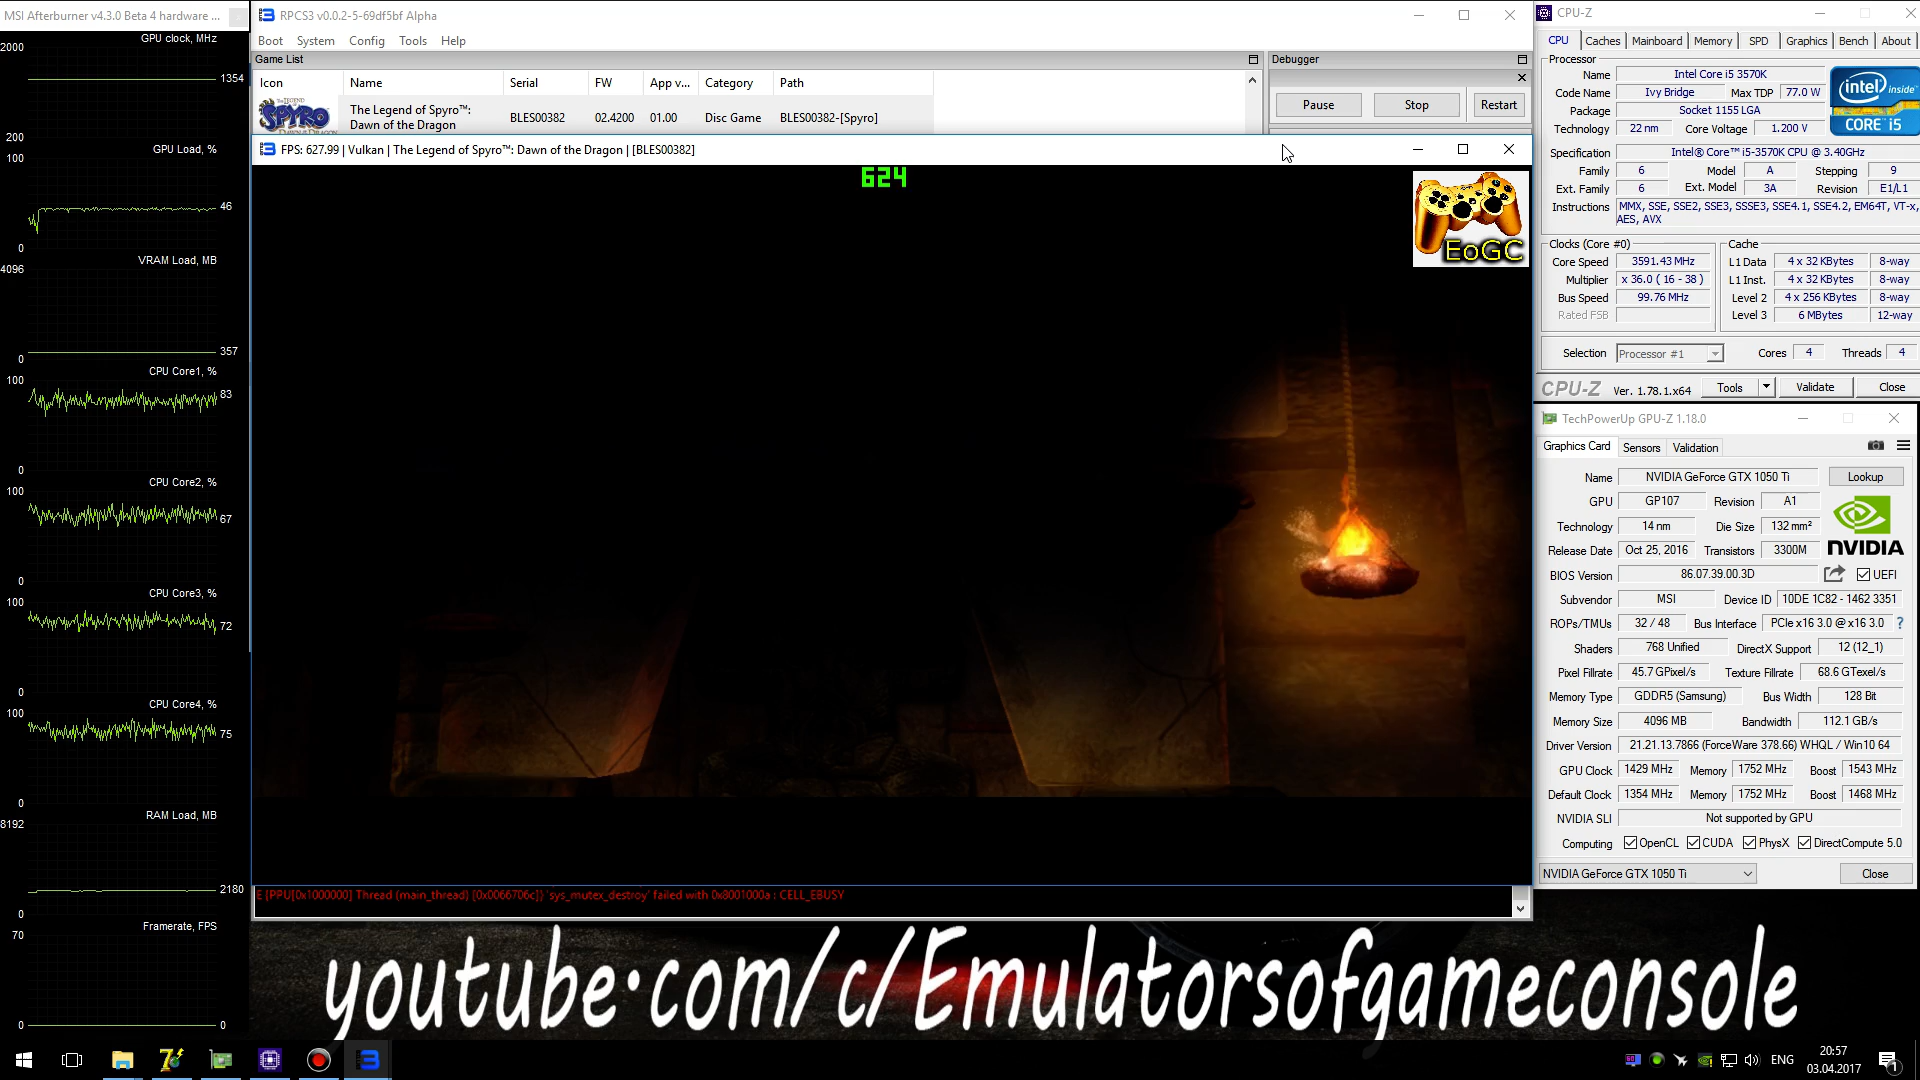 MSI Afterburner v4.3.0 Beta 4 hardware ...
GPU clock, MHz
2000
1354
200
GPU Load, %
100
46
0
VRAM Load, MB
4096
357
0
CPU Core1, %
100
83
0
CPU Core2, %
100
67
0
CPU Core3, %
100
72
0
CPU Core4, %
100
75
0
RAM Load, MB
8192
2180
0
Framerate, FPS
70
0
0
RPCS3 v0.0.2-5-69df5bf Alpha
Boot System Config Tools Help
Game List
Icon Name Serial FW App v... Category Path
SPYRO
The Legend of Spyro™: Dawn of the Dragon BLES00382 02.4200 01.00 Disc Game BLES00382-[Spyro]
Debugger
Pause Stop Restart
FPS: 627.99 | Vulkan | The Legend of Spyro™: Dawn of the Dragon | [BLES00382]
624
EoGC
E {PPU[0x1000000] Thread (main_thread) [0x0066706c]} 'sys_mutex_destroy' failed with 0x8001000a : CELL_EBUSY
youtube.com/c/Emulatorsofgameconsole
CPU-Z
CPU Caches Mainboard Memory SPD Graphics Bench About
Processor
Name Intel Core i5 3570K
Code Name Ivy Bridge Max TDP 77.0 W
Package Socket 1155 LGA
Technology 22 nm Core Voltage 1.200 V
intel inside™
CORE i5
Specification Intel® Core™ i5-3570K CPU @ 3.40GHz
Family 6 Model A Stepping 9
Ext. Family 6 Ext. Model 3A Revision E1/L1
Instructions MMX, SSE, SSE2, SSE3, SSSE3, SSE4.1, SSE4.2, EM64T, VT-x,
AES, AVX
Clocks (Core #0)
Core Speed 3591.43 MHz
Multiplier x 36.0 ( 16 - 38 )
Bus Speed 99.76 MHz
Rated FSB
Cache
L1 Data 4 x 32 KBytes 8-way
L1 Inst. 4 x 32 KBytes 8-way
Level 2 4 x 256 KBytes 8-way
Level 3 6 MBytes 12-way
Selection Processor #1 Cores 4 Threads 4
CPU-Z Ver. 1.78.1.x64 Tools Validate Close
TechPowerUp GPU-Z 1.18.0
Graphics Card Sensors Validation
Name NVIDIA GeForce GTX 1050 Ti Lookup
GPU GP107 Revision A1
Technology 14 nm Die Size 132 mm²
Release Date Oct 25, 2016 Transistors 3300M
NVIDIA
BIOS Version 86.07.39.00.3D UEFI
Subvendor MSI Device ID 10DE 1C82 - 1462 3351
ROPs/TMUs 32 / 48 Bus Interface PCIe x16 3.0 @ x16 3.0 ?
Shaders 768 Unified DirectX Support 12 (12_1)
Pixel Fillrate 45.7 GPixel/s Texture Fillrate 68.6 GTexel/s
Memory Type GDDR5 (Samsung) Bus Width 128 Bit
Memory Size 4096 MB Bandwidth 112.1 GB/s
Driver Version 21.21.13.7866 (ForceWare 378.66) WHQL / Win10 64
GPU Clock 1429 MHz Memory 1752 MHz Boost 1543 MHz
Default Clock 1354 MHz Memory 1752 MHz Boost 1468 MHz
NVIDIA SLI Not supported by GPU
Computing OpenCL CUDA PhysX DirectCompute 5.0
NVIDIA GeForce GTX 1050 Ti Close
ENG
20:57
03.04.2017
1